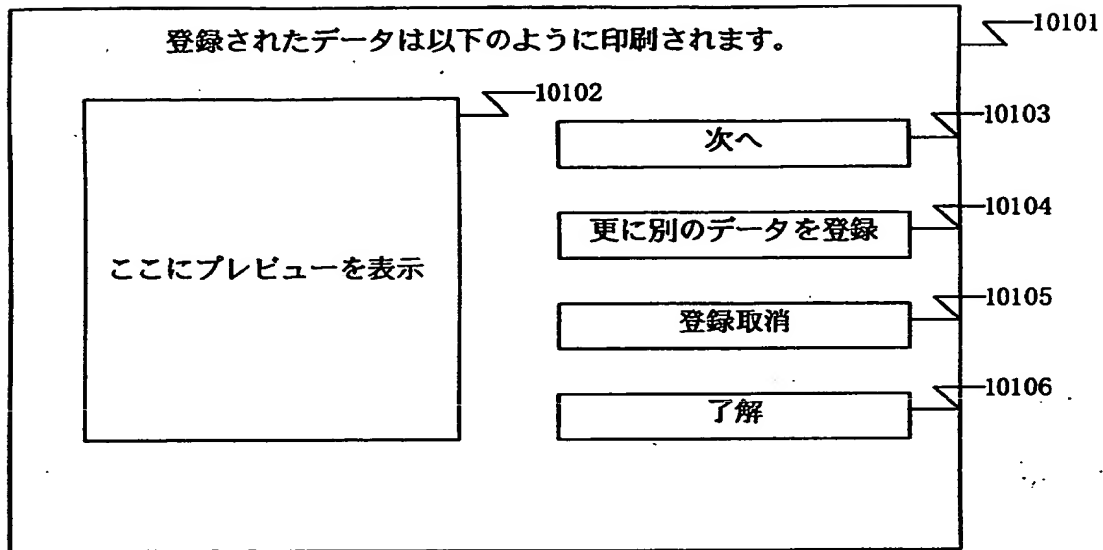 登録されたデータは以下のように印刷されます。
10101
10102
ここにプレビューを表示
10103
次へ
10104
更に別のデータを登録
10105
登録取消
10106
了解